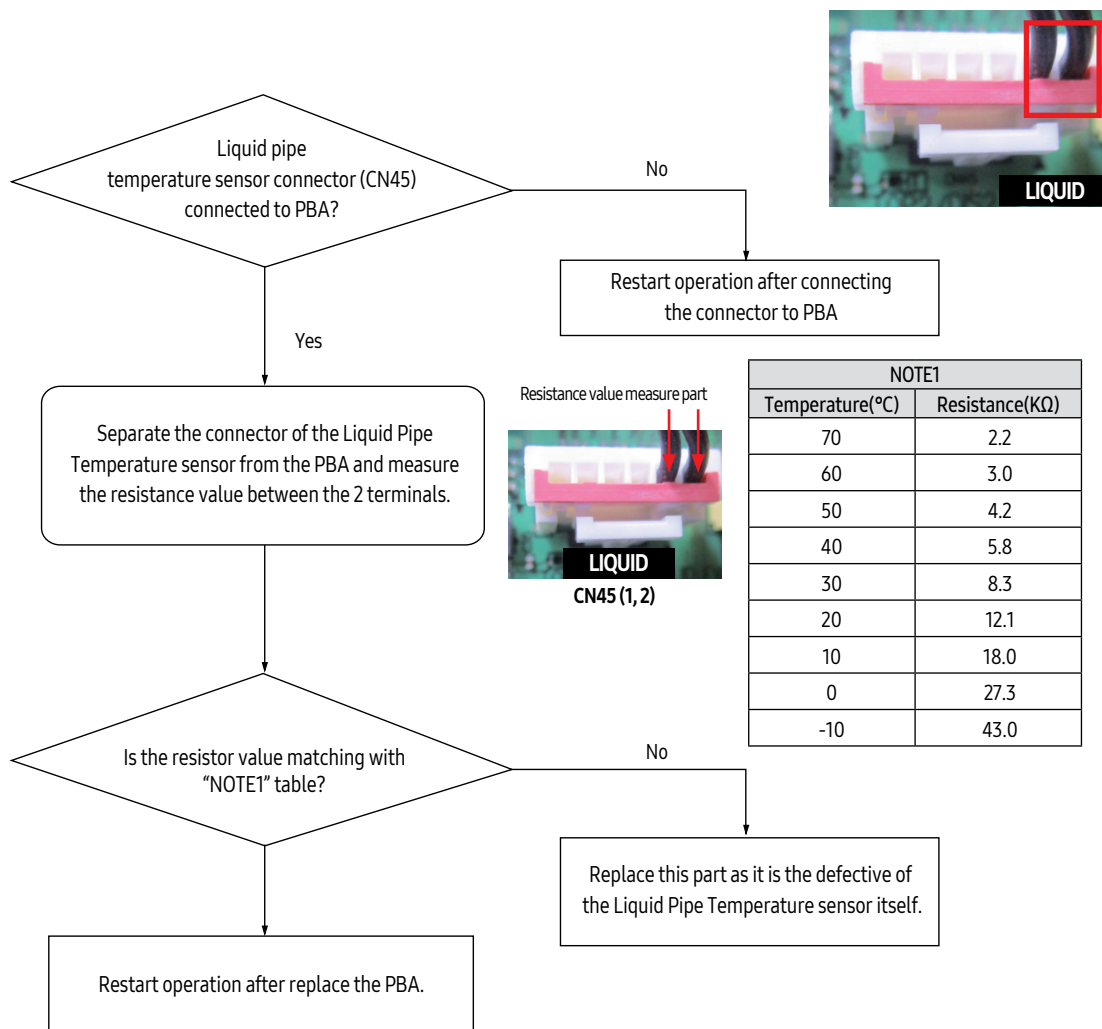 LIQUID
Liquid pipe
temperature sensor connector (CN45)
connected to PBA?
No
Restart operation after connecting
the connector to PBA
Yes
Separate the connector of the Liquid Pipe
Temperature sensor from the PBA and measure
the resistance value between the 2 terminals.
Resistance value measure part
LIQUID
CN45 (1, 2)
NOTE1
Temperature(°C) Resistance(KΩ)
70 2.2
60 3.0
50 4.2
40 5.8
30 8.3
20 12.1
10 18.0
0 27.3
-10 43.0
Is the resistor value matching with
“NOTE1” table?
No
Replace this part as it is the defective of
the Liquid Pipe Temperature sensor itself.
Restart operation after replace the PBA.